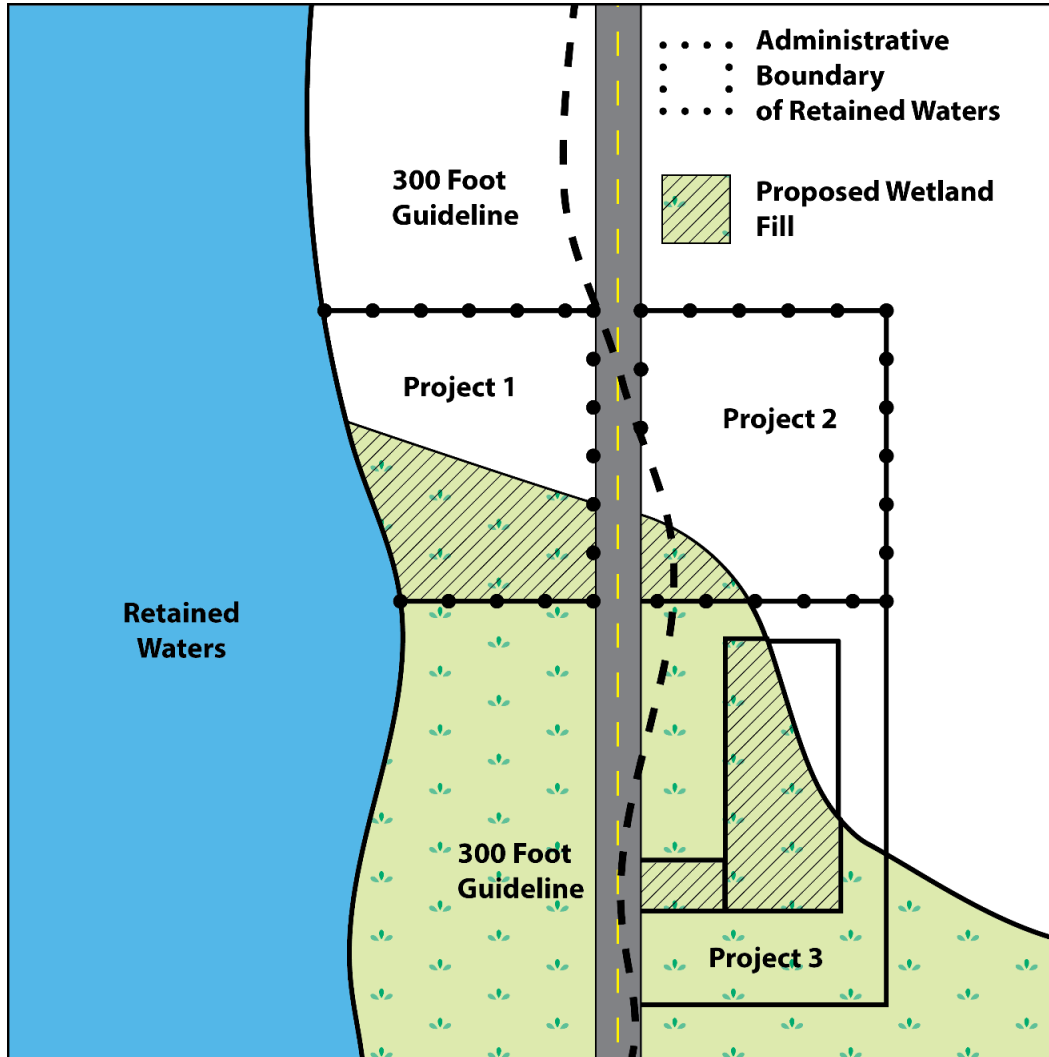 Administrative
Boundary
of Retained Waters
300 Foot
Guideline
Proposed Wetland
Fill
Project 1
Project 2
Retained
Waters
300 Foot
Guideline
Project 3